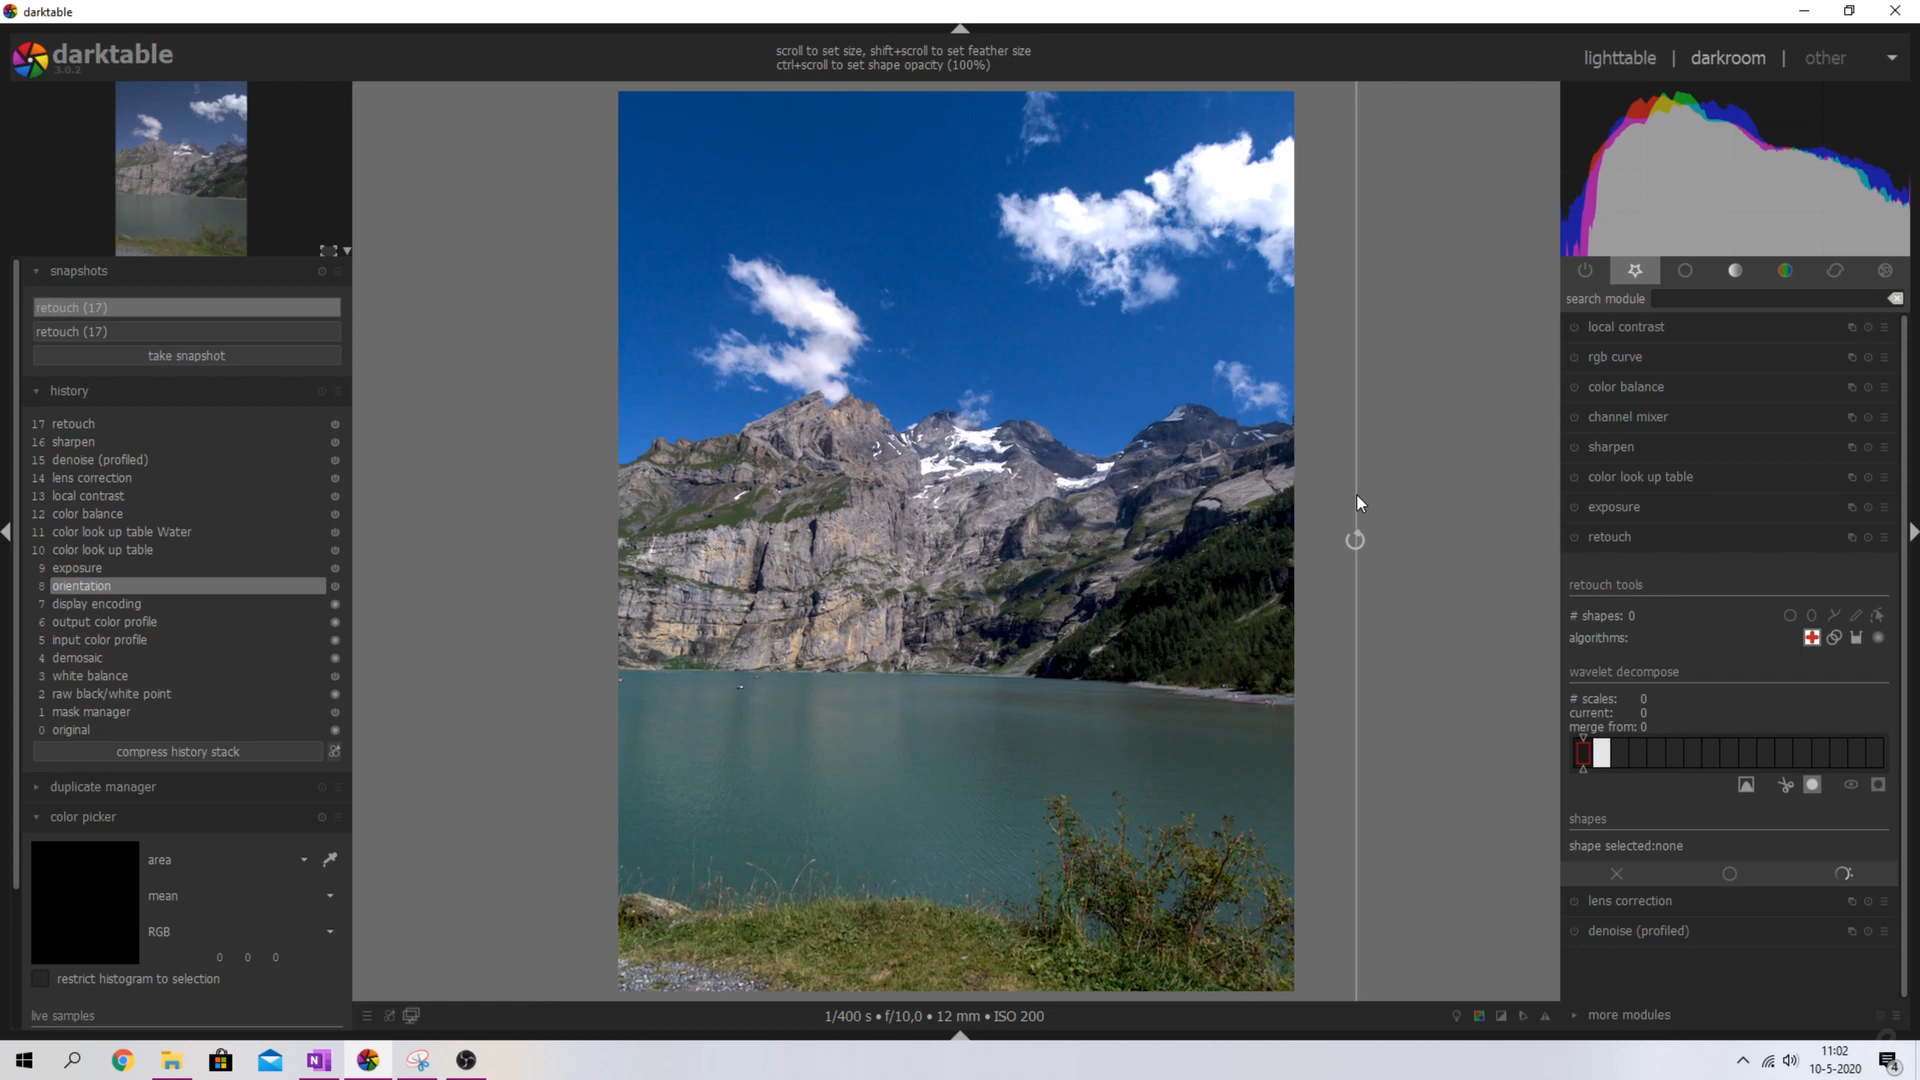 darktable
darktable
3.0.2
scroll to set size, shift+scroll to set feather size
ctrl+scroll to set shape opacity (100%)
lighttable | darkroom | other
snapshots
retouch (17)
retouch (17)
take snapshot
history
17 retouch
16 sharpen
15 denoise (profiled)
14 lens correction
13 local contrast
12 color balance
11 color look up table Water
10 color look up table
9 exposure
8 orientation
7 display encoding
6 output color profile
5 input color profile
4 demosaic
3 white balance
2 raw black/white point
1 mask manager
0 original
compress history stack
duplicate manager
color picker
area
mean
RGB
0 0 0
restrict histogram to selection
live samples
1/400 s • f/10,0 • 12 mm • ISO 200
search module
local contrast
rgb curve
color balance
channel mixer
sharpen
color look up table
exposure
retouch
retouch tools
# shapes: 0
algorithms:
wavelet decompose
# scales: 0
current: 0
merge from: 0
shapes
shape selected:none
lens correction
denoise (profiled)
more modules
N
11:02
10-5-2020
4